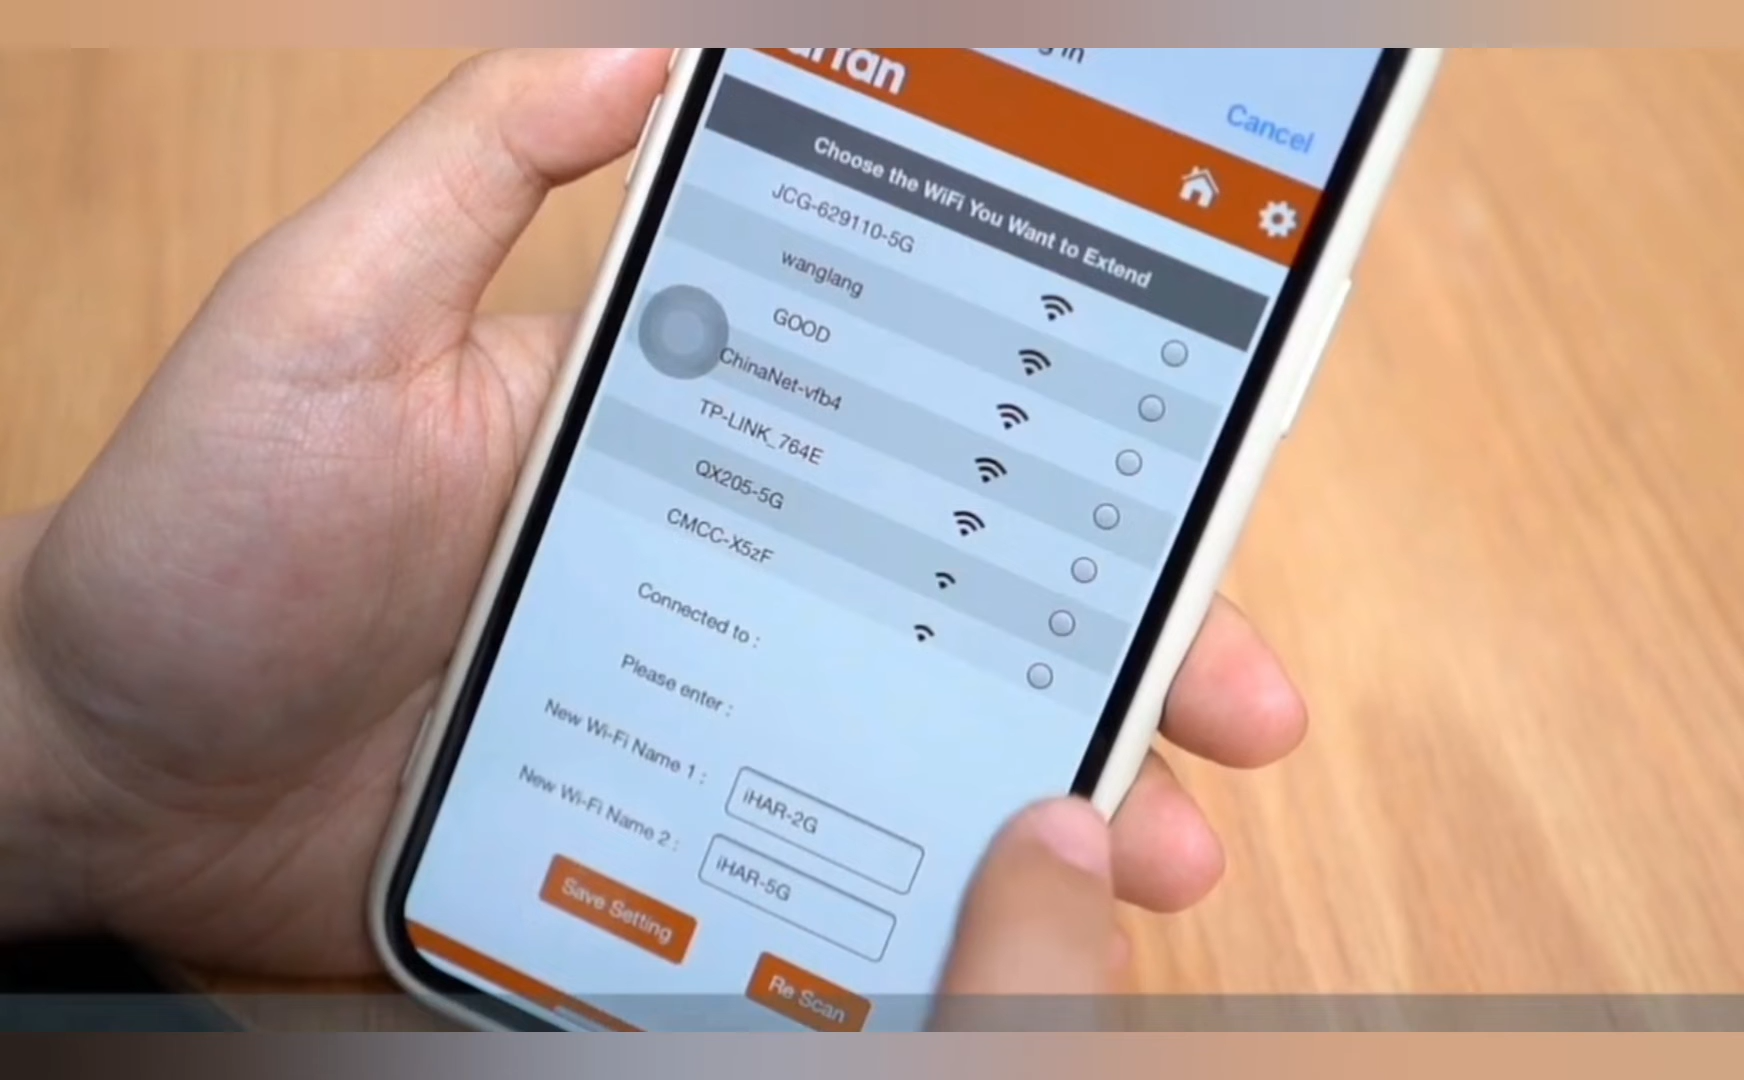 Cancel
Choose the WiFi You Want to Extend
JCG-629110-5G
wanglang
GOOD
ChinaNet-vfb4
TP-LINK_764E
QX205-5G
CMCC-X5zF
Connected to :
Please enter :
New Wi-Fi Name 1 : iHAR-2G
New Wi-Fi Name 2 : iHAR-5G
Save Setting
Re Scan